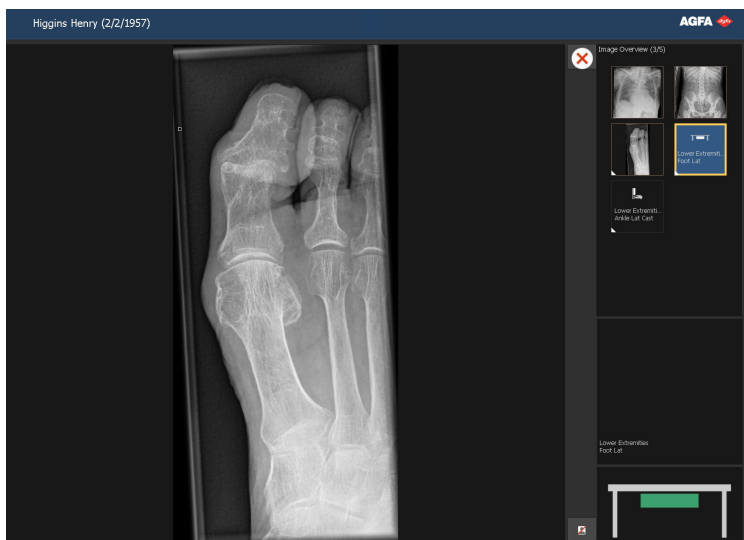 Higgins Henry (2/2/1957)
AGFA
Image Overview (3/5)
Lower Extremiti...
Foot Lat
Lower Extremiti...
Ankle Lat Cast
Lower Extremities
Foot Lat